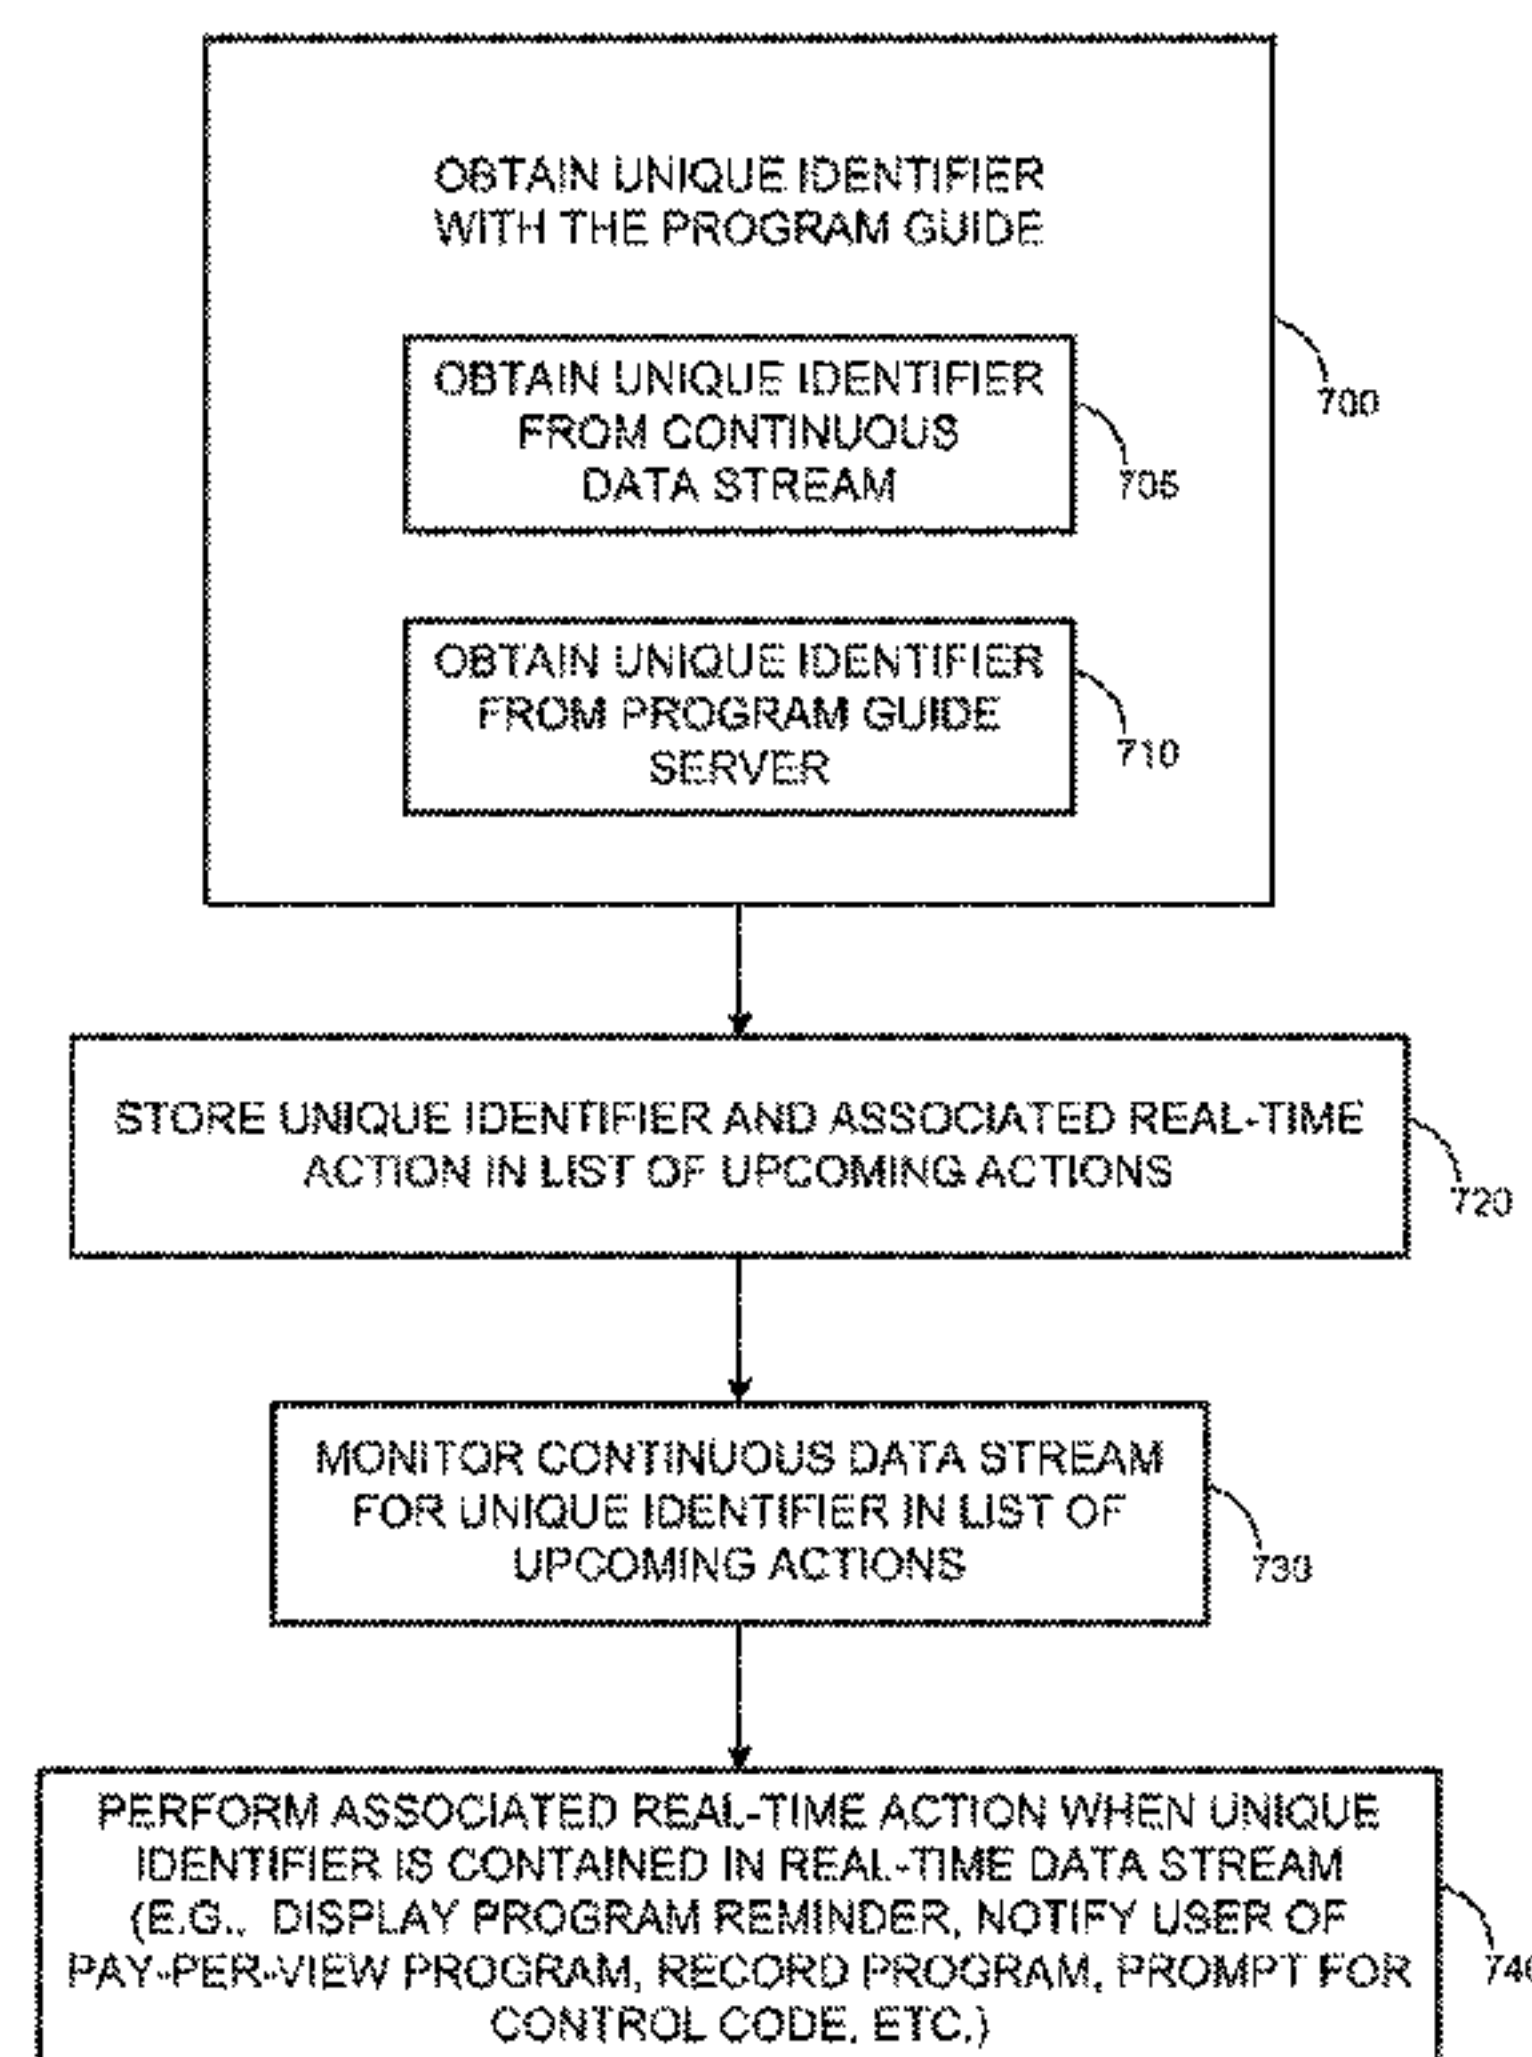 OBTAIN UNIQUE IDENTIFIER
WITH THE PROGRAM GUIDE
700
OBTAIN UNIQUE IDENTIFIER
FROM CONTINUOUS
DATA STREAM
705
OBTAIN UNIQUE IDENTIFIER
FROM PROGRAM GUIDE
SERVER
710
STORE UNIQUE IDENTIFIER AND ASSOCIATED REAL-TIME
ACTION IN LIST OF UPCOMING ACTIONS
720
MONITOR CONTINUOUS DATA STREAM
FOR UNIQUE IDENTIFIER IN LIST OF
UPCOMING ACTIONS
730
PERFORM ASSOCIATED REAL-TIME ACTION WHEN UNIQUE
IDENTIFIER IS CONTAINED IN REAL-TIME DATA STREAM
(E.G., DISPLAY PROGRAM REMINDER, NOTIFY USER OF
PAY-PER-VIEW PROGRAM, RECORD PROGRAM, PROMPT FOR
CONTROL CODE, ETC.)
740